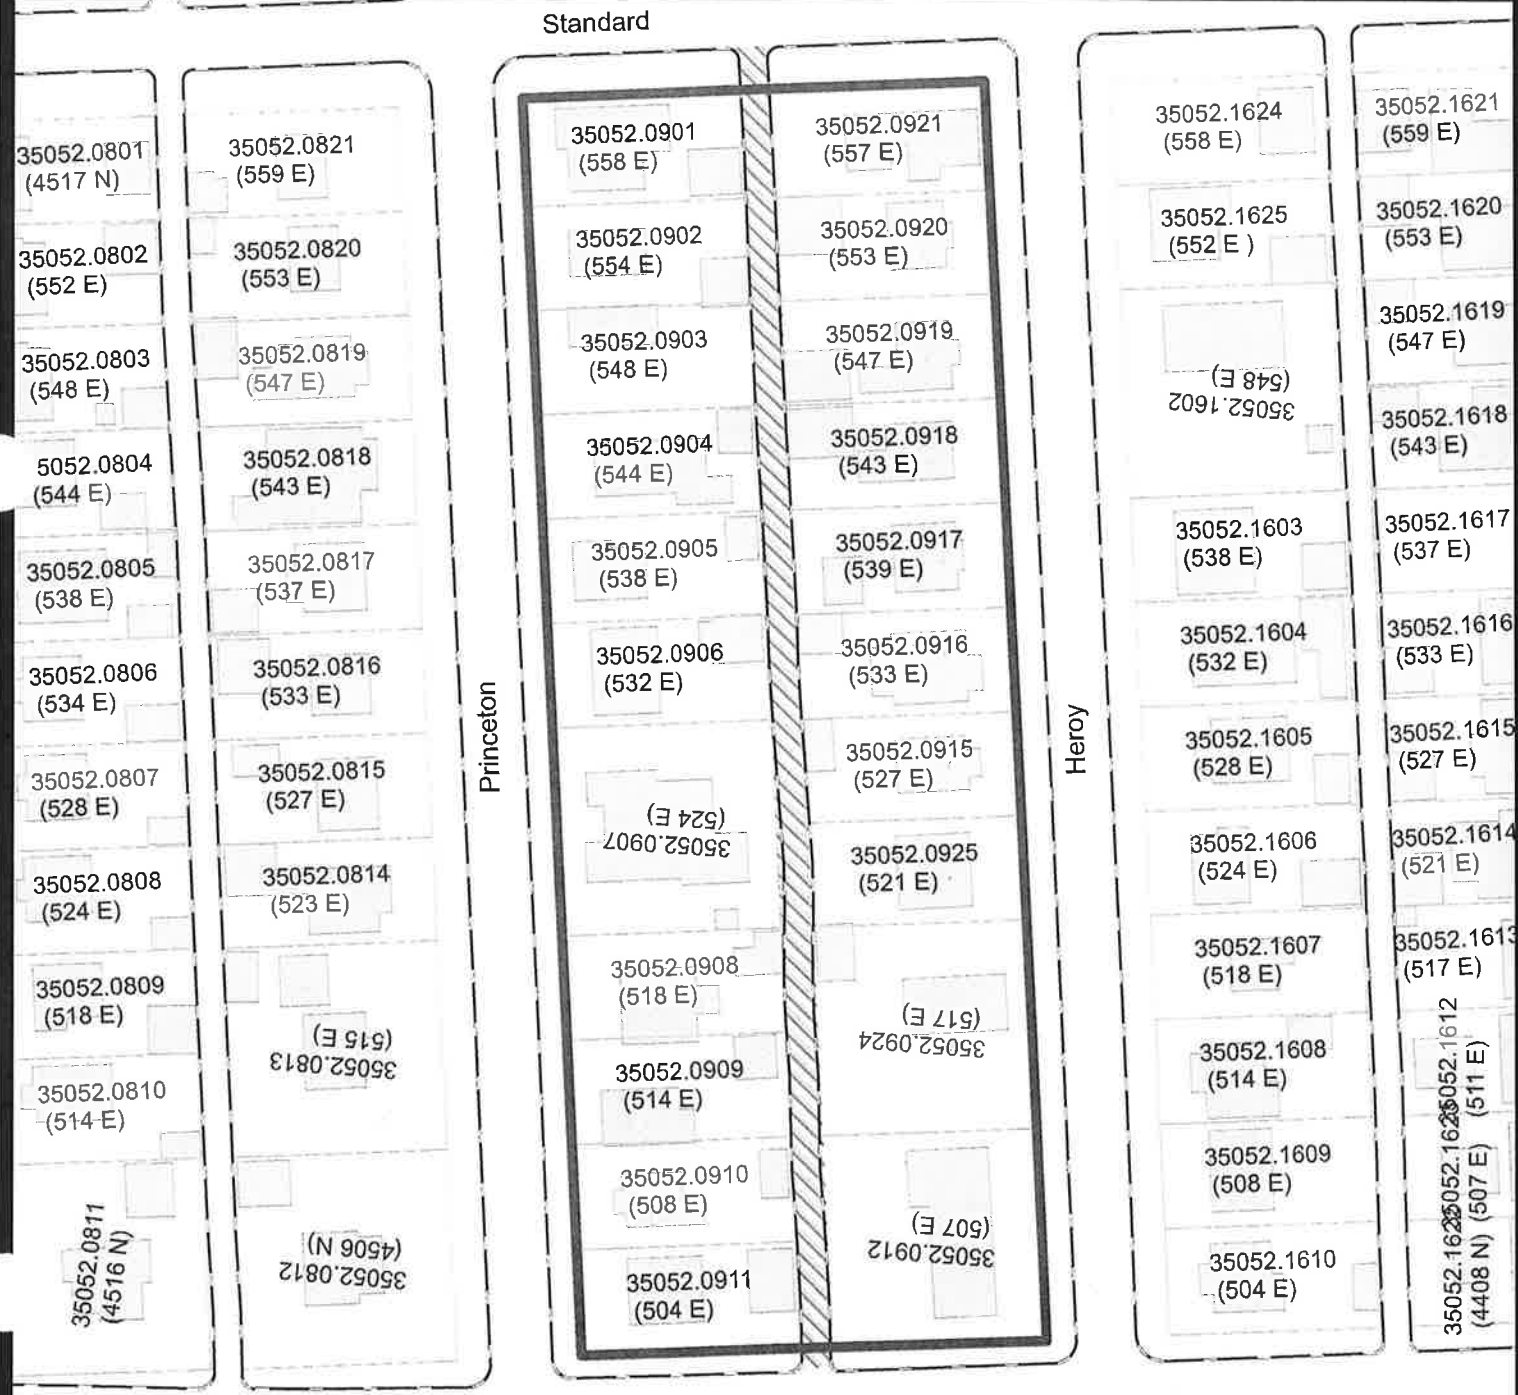 Standard
35052.0801
(4517 N)
35052.0802
(552 E)
35052.0803
(548 E)
5052.0804
(544 E)
35052.0805
(538 E)
35052.0806
(534 E)
35052.0807
(528 E)
35052.0808
(524 E)
35052.0809
(518 E)
35052.0810
(514 E)
35052.0811
(4516 N)
35052.0821
(559 E)
35052.0820
(553 E)
35052.0819
(547 E)
35052.0818
(543 E)
35052.0817
(537 E)
35052.0816
(533 E)
35052.0815
(527 E)
35052.0814
(523 E)
35052.0813
(515 E)
35052.0812
(4506 N)
Princeton
35052.0901
(558 E)
35052.0902
(554 E)
35052.0903
(548 E)
35052.0904
(544 E)
35052.0905
(538 E)
35052.0906
(532 E)
35052.0907
(524 E)
35052.0908
(518 E)
35052.0909
(514 E)
35052.0910
(508 E)
35052.0911
(504 E)
35052.0921
(557 E)
35052.0920
(553 E)
35052.0919
(547 E)
35052.0918
(543 E)
35052.0917
(539 E)
35052.0916
(533 E)
35052.0915
(527 E)
35052.0925
(521 E)
35052.0924
(517 E)
35052.0912
(507 E)
Heroy
35052.1624
(558 E)
35052.1625
(552 E )
35052.1602
(548 E)
35052.1603
(538 E)
35052.1604
(532 E)
35052.1605
(528 E)
35052.1606
(524 E)
35052.1607
(518 E)
35052.1608
(514 E)
35052.1609
(508 E)
35052.1610
(504 E)
35052.1621
(559 E)
35052.1620
(553 E)
35052.1619
(547 E)
35052.1618
(543 E)
35052.1617
(537 E)
35052.1616
(533 E)
35052.1615
(527 E)
35052.1614
(521 E)
35052.1613
(517 E)
35052.1612
(511 E)
(507 E)
(4408 N)